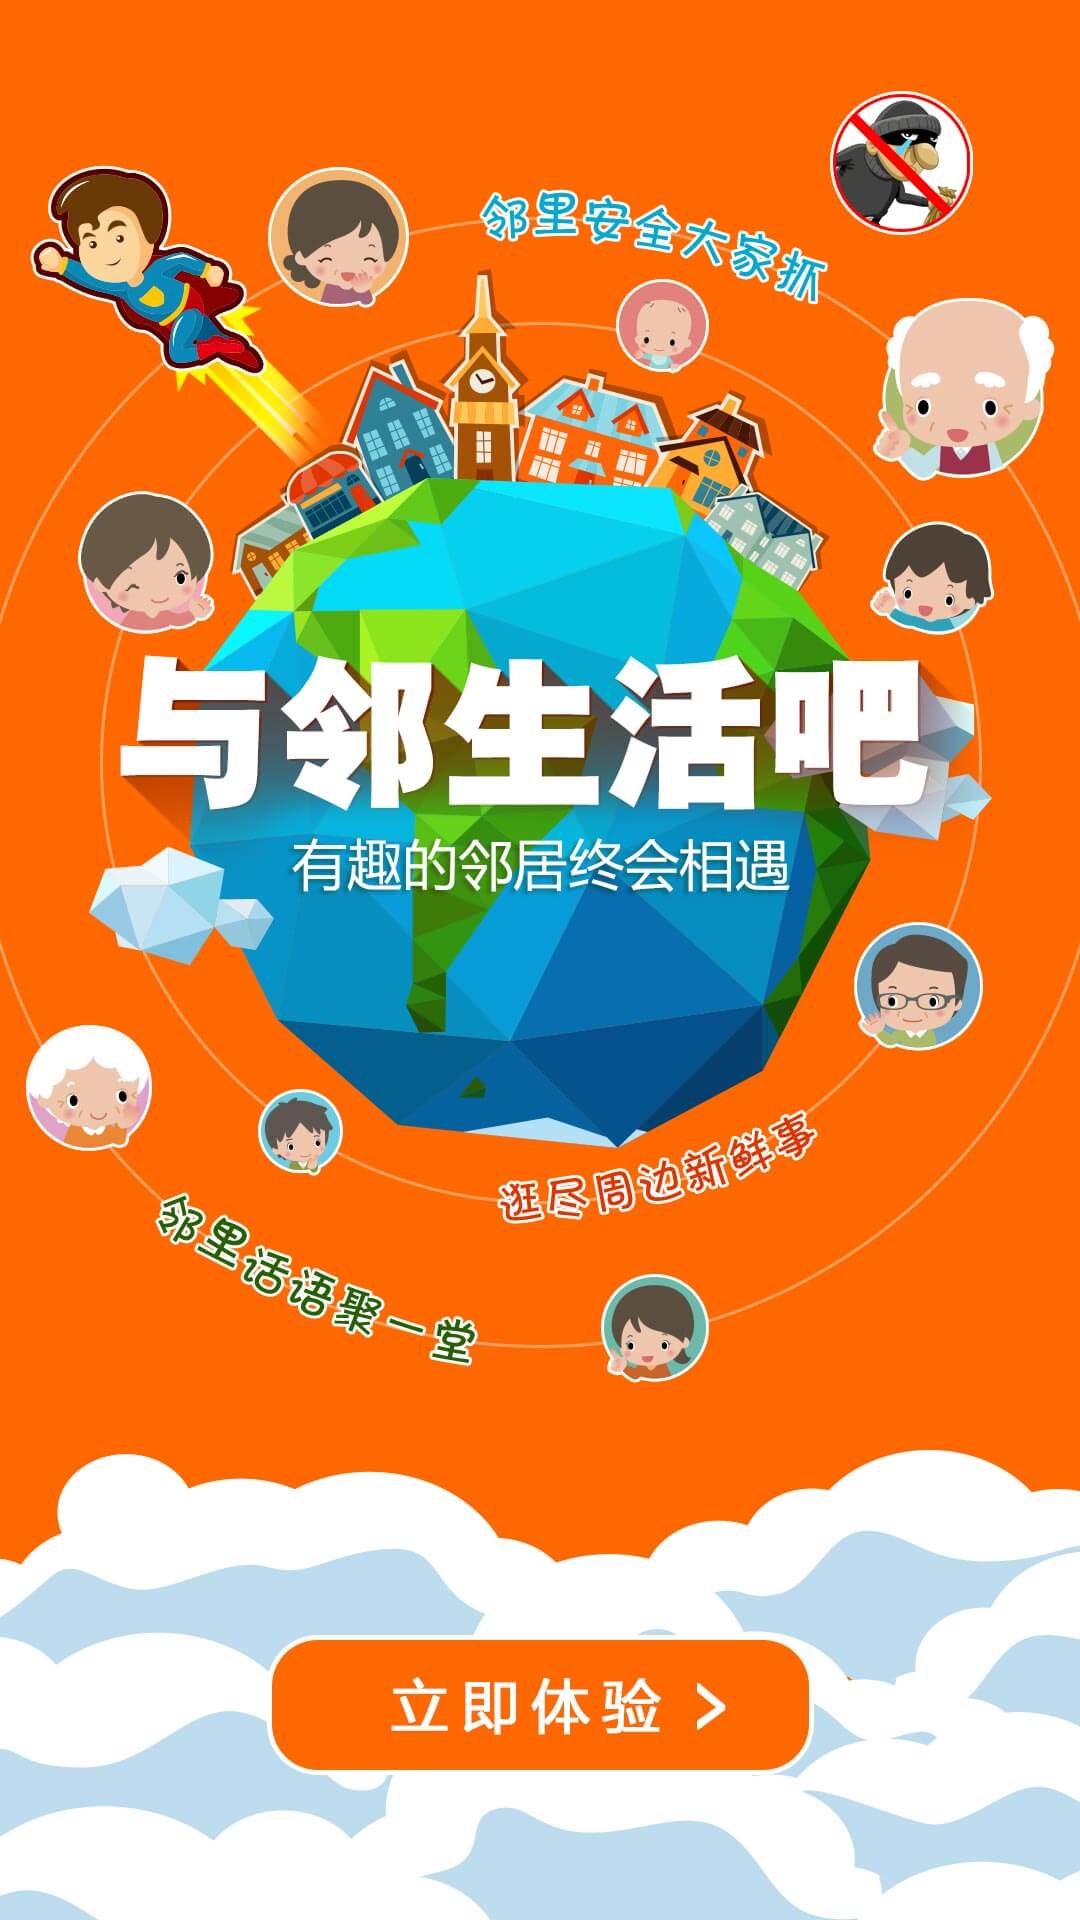 邻里安全大家抓
与邻生活吧
有趣的邻居终会相遇
逛尽周边新鲜事
邻里话语聚一堂
立即体验 >